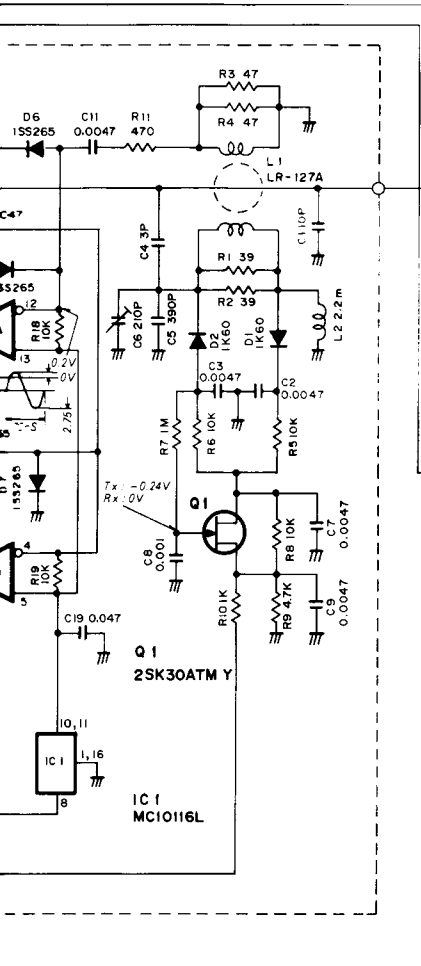 R3 47
D6
1SS265
C11
0.0047
R11
470
R4 47
L1
LR-127A
C47
C4 3P
C1 10P
R1 39
R2 39
L2 2.2m
C6 210P
C5 390P
D2
1K60
D1
1K60
12
R18
10K
13
0.2V
0V
2.75
C3
0.0047
C2
0.0047
R7 1M
R6 10K
R5 10K
D7
1SS265
Tx: -0.24V
Rx: 0V
Q1
C8
0.001
R8 10K
C7
0.0047
4
R19
10K
5
R10 1K
R9 4.7K
C9
0.0047
C19 0.047
Q1
2SK30ATM Y
10,11
IC1
1,16
8
IC1
MC10116L